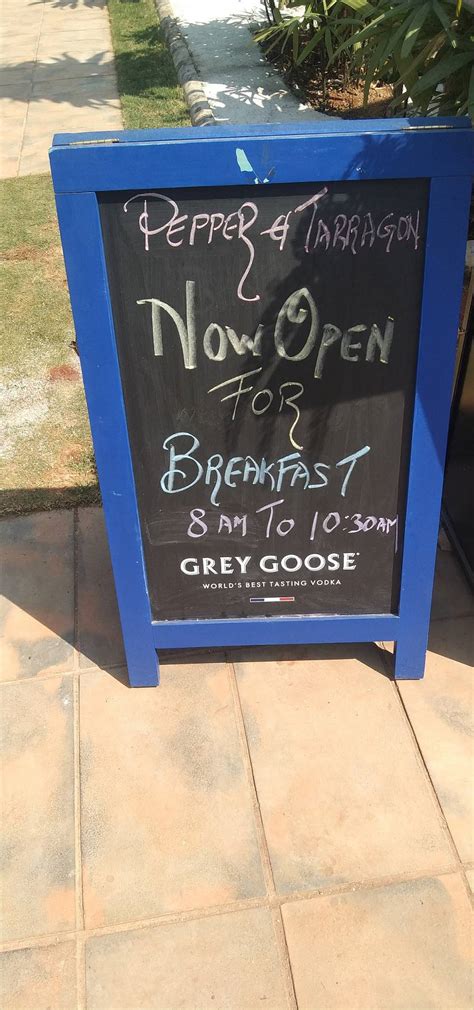 PEPPER & TARRAGON
NOW OPEN
FOR
BREAKFAST
8 AM TO 10:30AM
GREY GOOSE
WORLD'S BEST TASTING VODKA